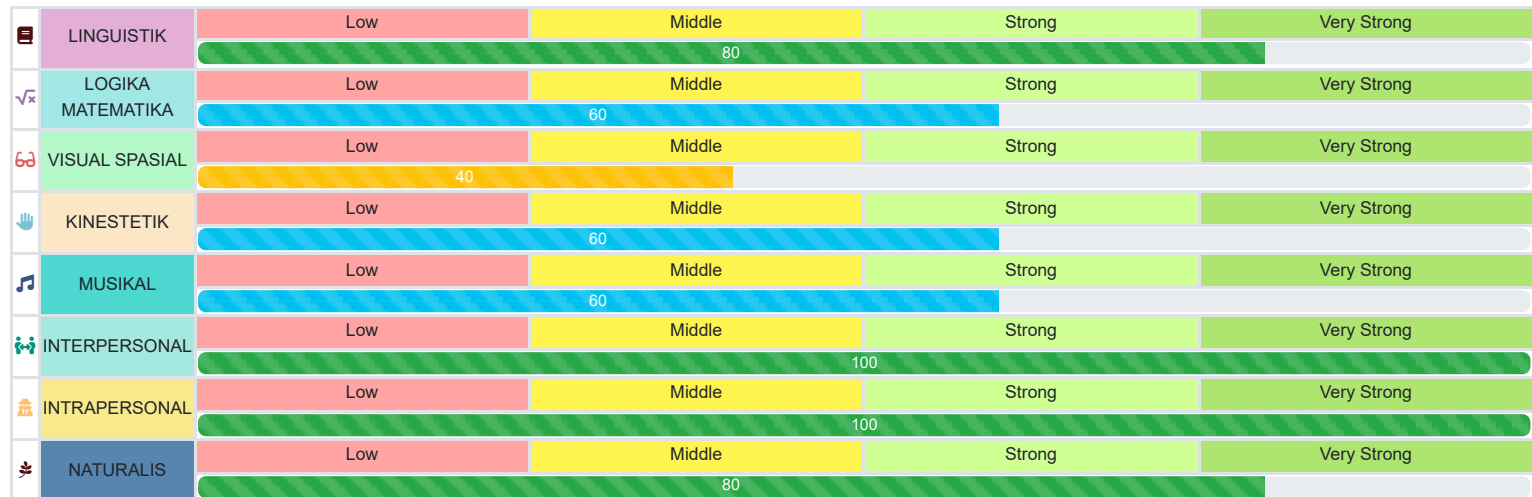 LINGUISTIK
Low Middle Strong Very Strong
80
LOGIKA
MATEMATIKA
Low Middle Strong Very Strong
60
VISUAL SPASIAL
Low Middle Strong Very Strong
40
KINESTETIK
Low Middle Strong Very Strong
60
MUSIKAL
Low Middle Strong Very Strong
60
INTERPERSONAL
Low Middle Strong Very Strong
100
INTRAPERSONAL
Low Middle Strong Very Strong
100
NATURALIS
Low Middle Strong Very Strong
80